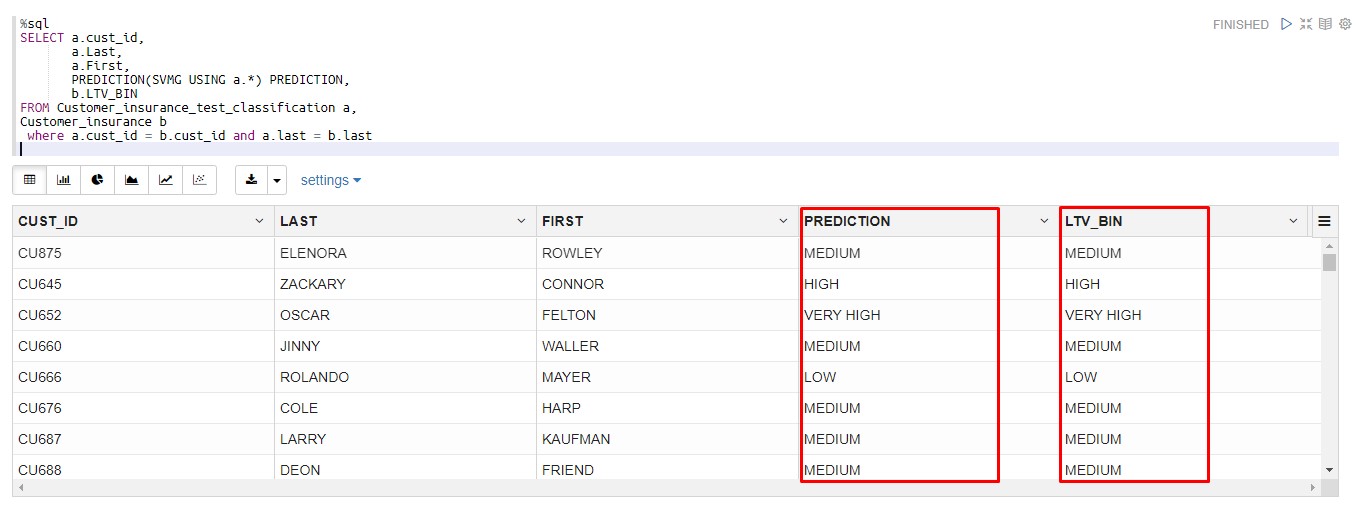 %sql
SELECT a.cust_id,
a.Last,
a.First,
PREDICTION(SVMG USING a.*) PREDICTION,
b.LTV_BIN
FROM Customer_insurance_test_classification a,
Customer_insurance b
where a.cust_id = b.cust_id and a.last = b.last
FINISHED
settings
CUST_ID LAST FIRST PREDICTION LTV_BIN
CU875 ELENORA ROWLEY MEDIUM MEDIUM
CU645 ZACKARY CONNOR HIGH HIGH
CU652 OSCAR FELTON VERY HIGH VERY HIGH
CU660 JINNY WALLER MEDIUM MEDIUM
CU666 ROLANDO MAYER LOW LOW
CU676 COLE HARP MEDIUM MEDIUM
CU687 LARRY KAUFMAN MEDIUM MEDIUM
CU688 DEON FRIEND MEDIUM MEDIUM